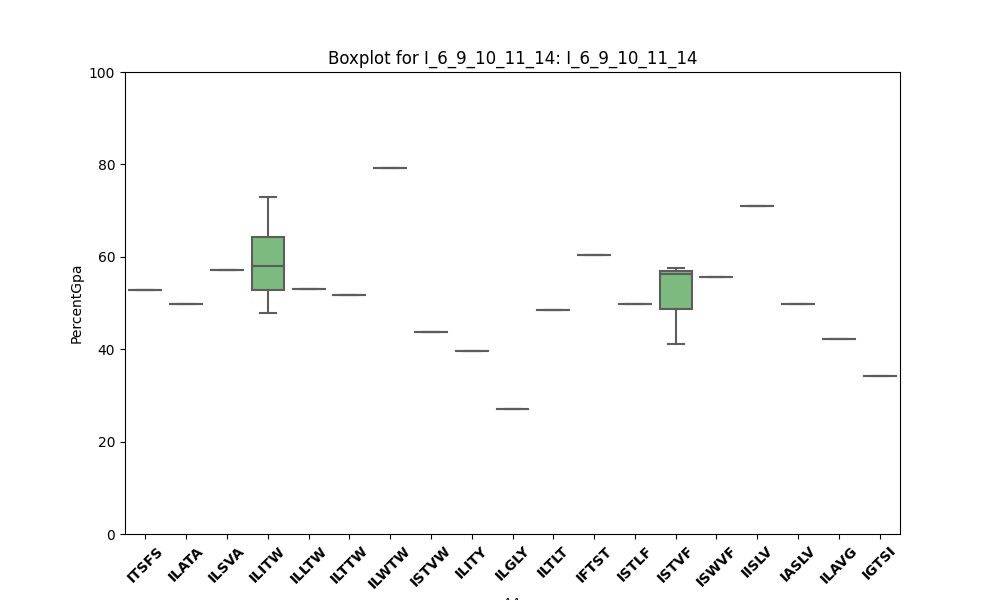 Boxplot for I_6_9_10_11_14: I_6_9_10_11_14
100
80
60
40
20
0
PercentGpa
ITSFS
ILATA
ILSVA
ILITW
ILLTW
ILTTW
ILWTW
ISTVW
ILITY
ILGLY
ILTLT
IFTST
ISTLF
ISTVF
ISWVF
IISLV
IASLV
ILAVG
IGTSI